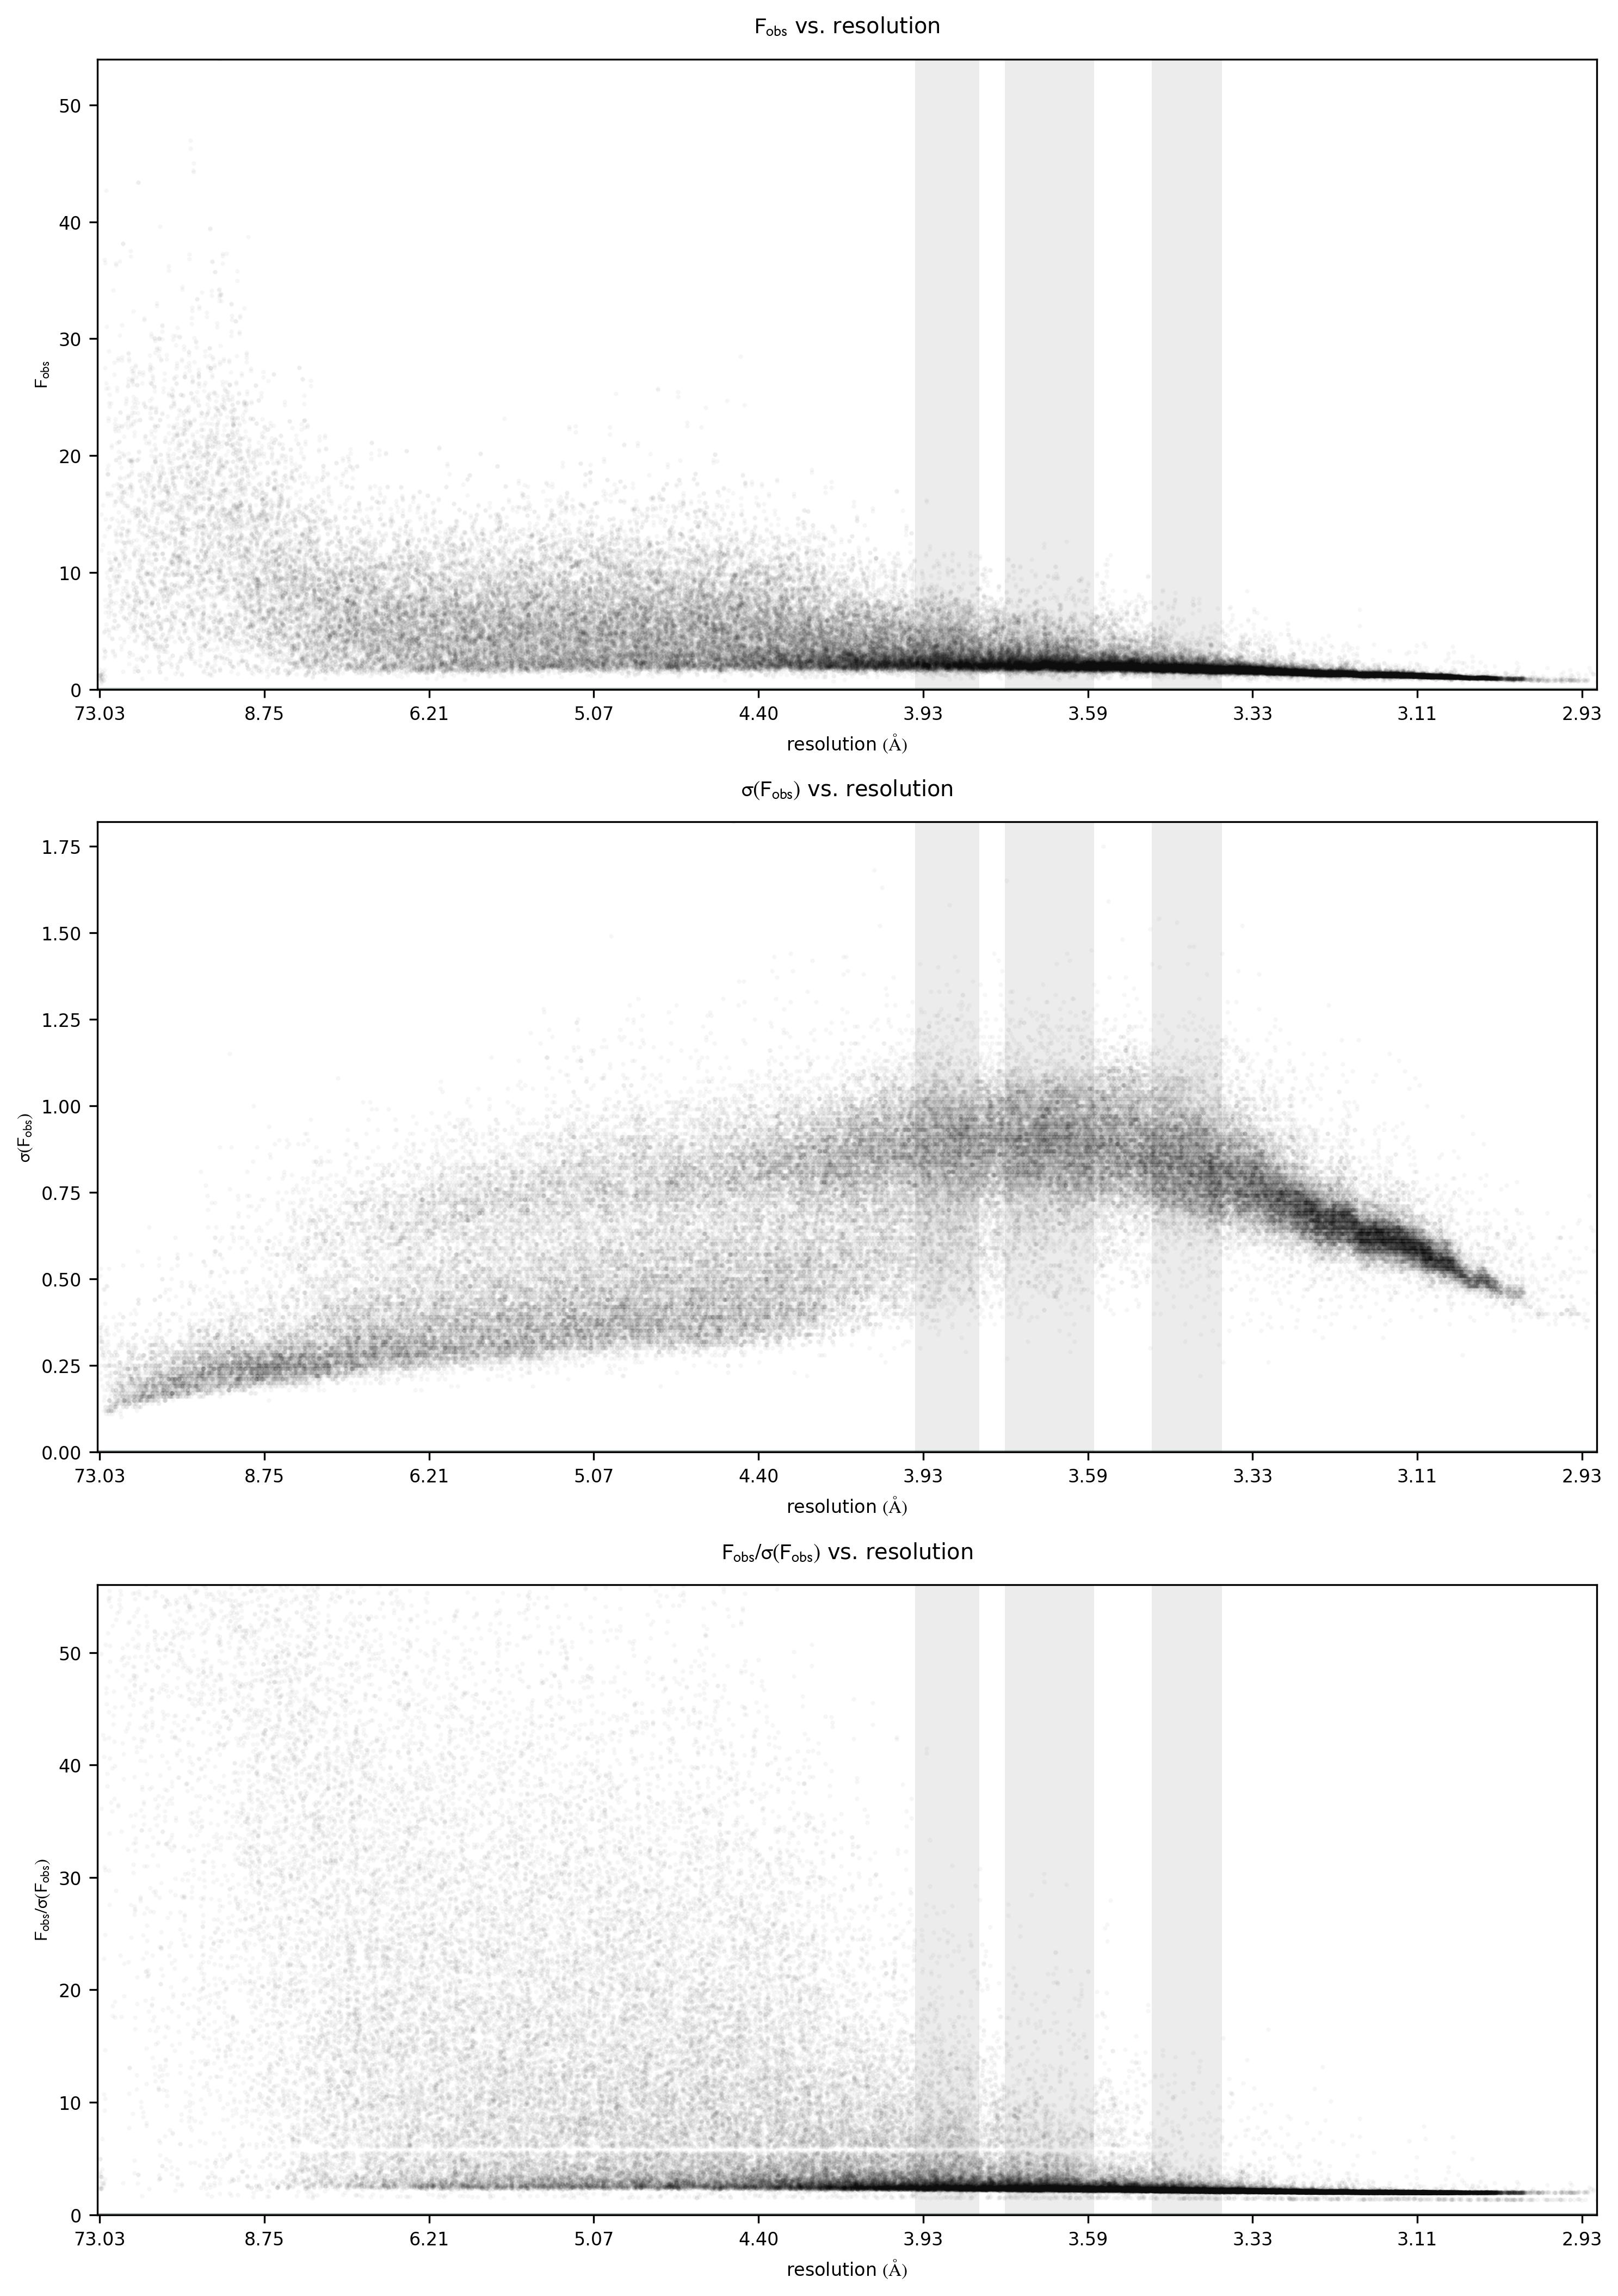 Fobs vs. resolution
50
40
30
20
10
0
Fobs
73.03 8.75 6.21 5.07 4.40 3.93 3.59 3.33 3.11 2.93
resolution (Å)
σ(Fobs) vs. resolution
1.75
1.50
1.25
1.00
0.75
0.50
0.25
0.00
σ(Fobs)
73.03 8.75 6.21 5.07 4.40 3.93 3.59 3.33 3.11 2.93
resolution (Å)
Fobs/σ(Fobs) vs. resolution
50
40
30
20
10
0
Fobs/σ(Fobs)
73.03 8.75 6.21 5.07 4.40 3.93 3.59 3.33 3.11 2.93
resolution (Å)